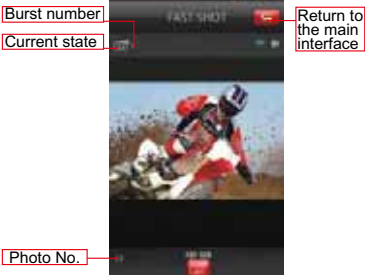 Burst number
FAST SHOT
Return to
the main
interface
Current state
Photo No.